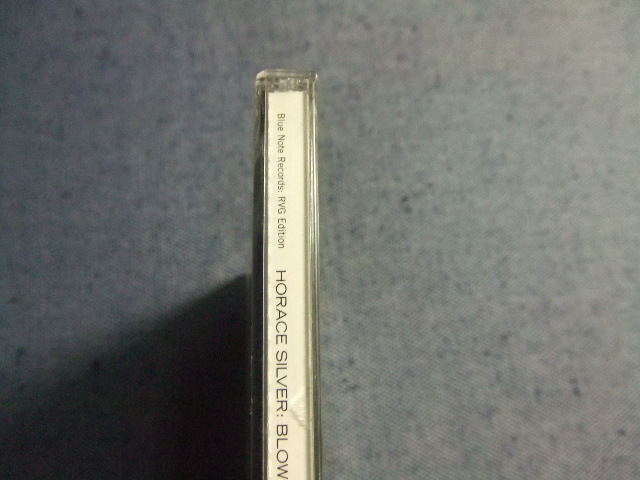 Blue Note Records: RVG Edition HORACE SILVER: BLOW